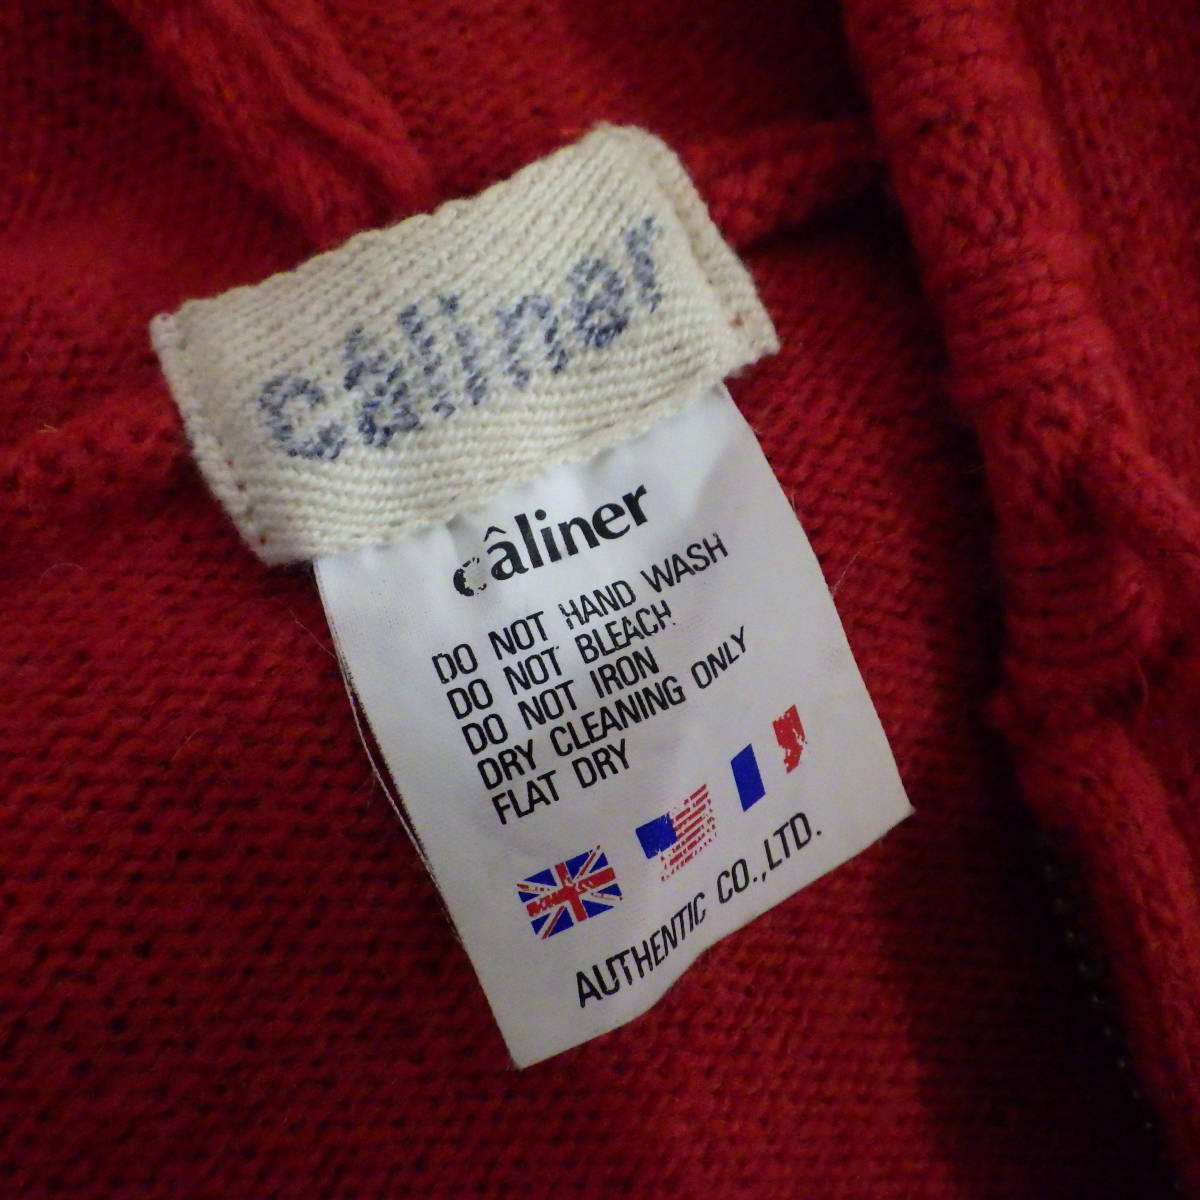 câliner
câliner
DO NOT HAND WASH
DO NOT BLEACH
DO NOT IRON
DRY CLEANING ONLY
FLAT DRY
AUTHENTIC CO.,LTD.